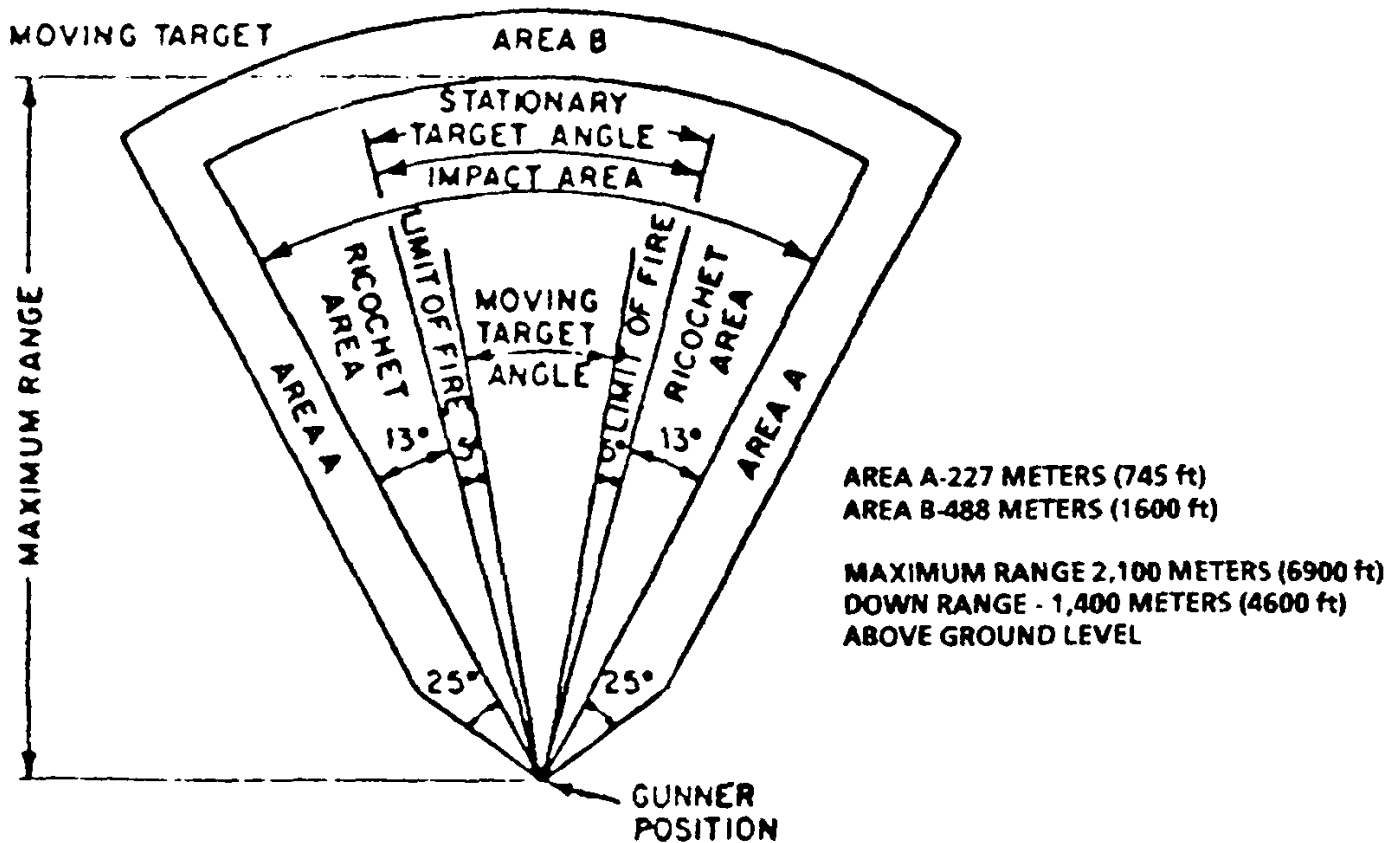 MOVING TARGET
AREA B
STATIONARY
TARGET ANGLE
IMPACT AREA
LIMIT OF FIRE
LIMIT OF FIRE
RICOCHET
AREA
RICOCHET
AREA
MOVING
TARGET
ANGLE
MAXIMUM RANGE
AREA A
AREA A
13°
13°
25°
25°
AREA A-227 METERS (745 ft)
AREA B-488 METERS (1600 ft)
MAXIMUM RANGE 2,100 METERS (6900 ft)
DOWN RANGE - 1,400 METERS (4600 ft)
ABOVE GROUND LEVEL
GUNNER
POSITION